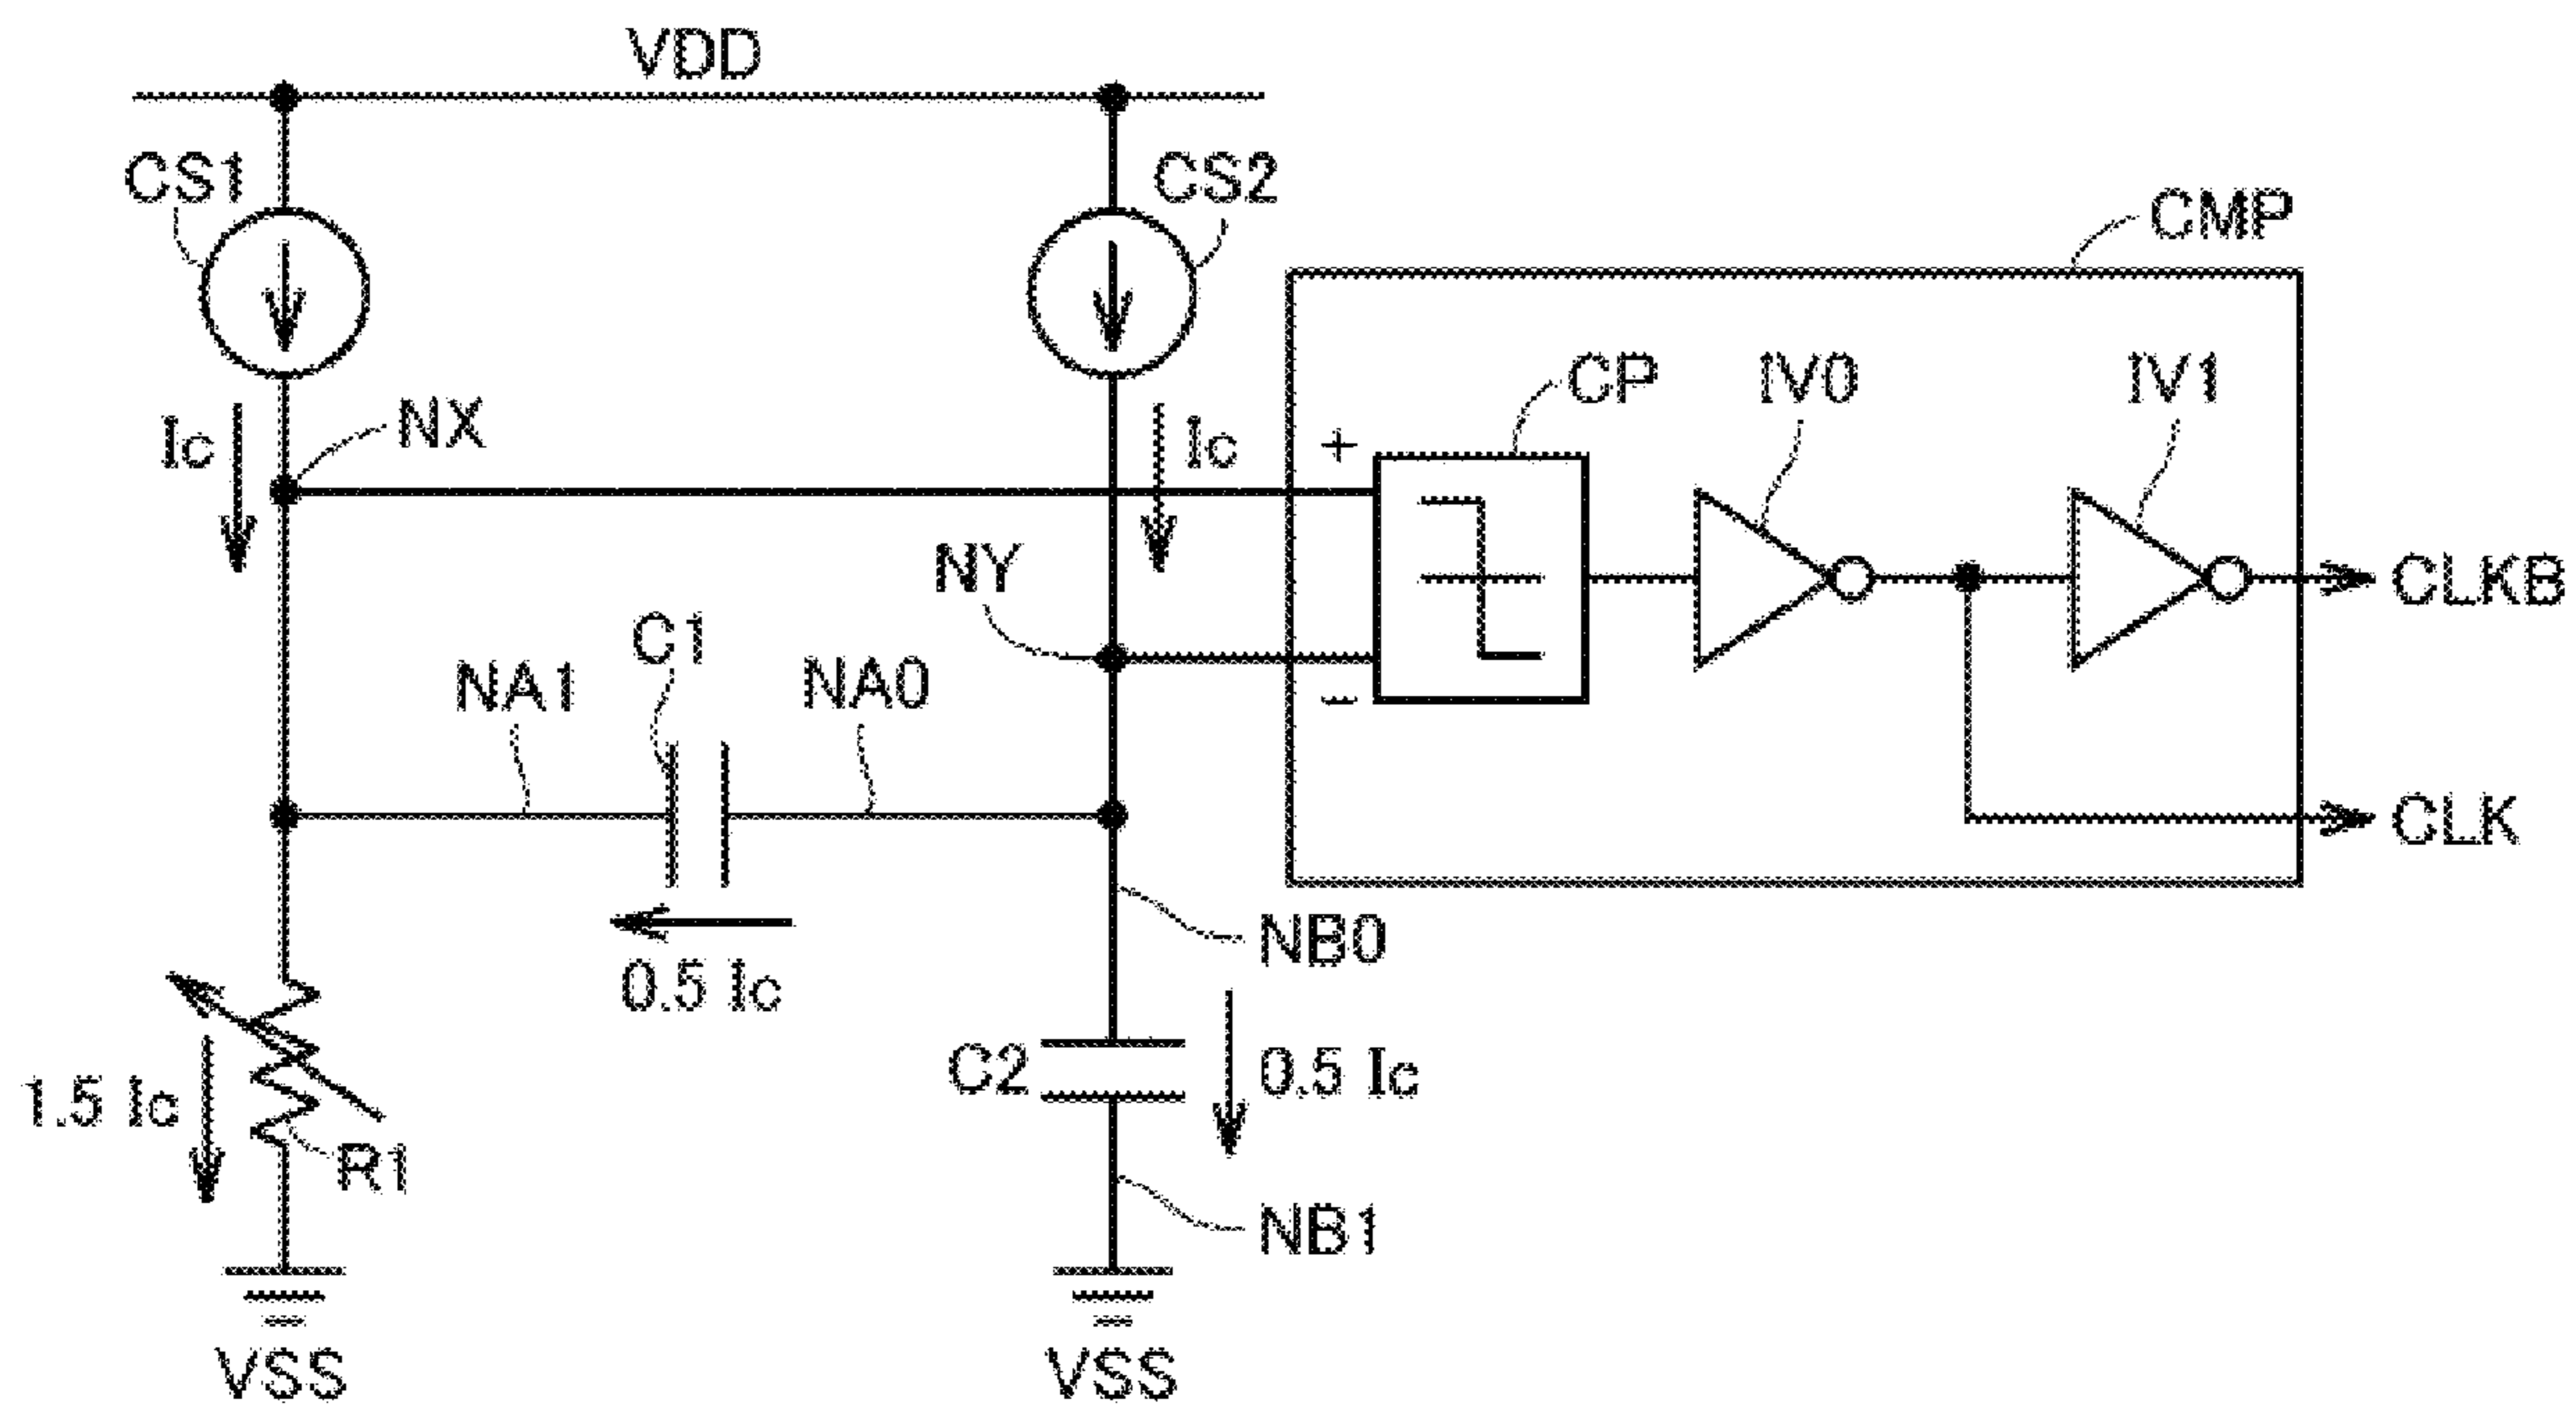 VDD
CS1
CS2
CMP
Ic
NX
Ic
+
CP
IV0
IV1
NY
CLKB
C1
NA1
NA0
−
CLK
0.5 Ic
NB0
1.5 Ic
R1
C2
0.5 Ic
NB1
VSS
VSS